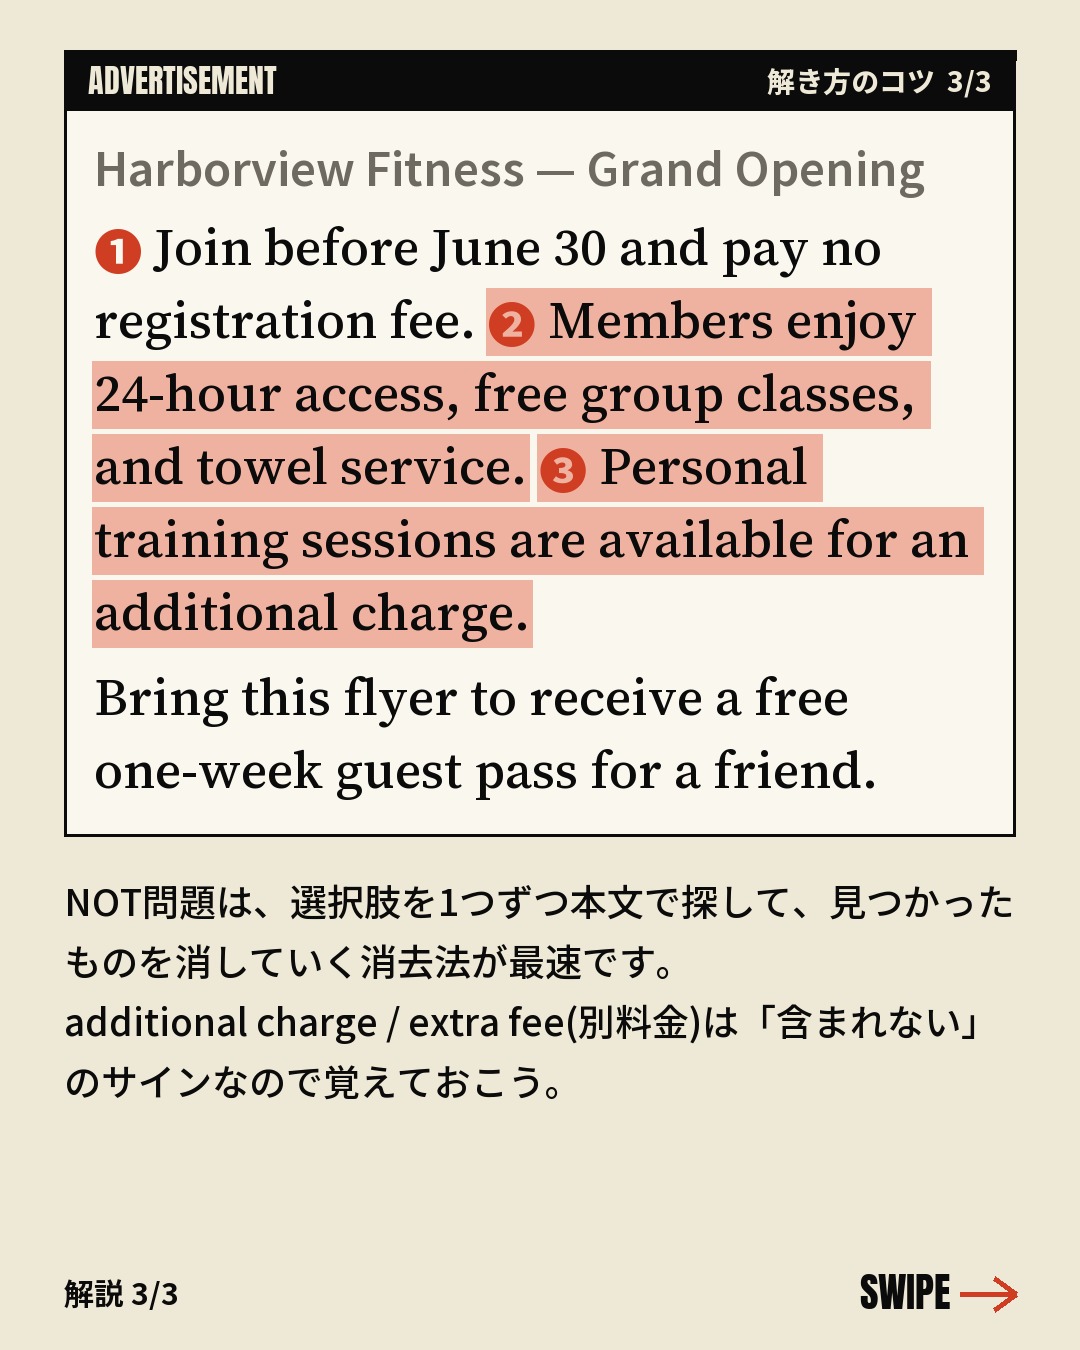 ADVERTISEMENT
解き方のコツ 3/3
Harborview Fitness — Grand Opening
❶ Join before June 30 and pay no
registration fee. ❷ Members enjoy
24-hour access, free group classes,
and towel service. ❸ Personal
training sessions are available for an
additional charge.
Bring this flyer to receive a free
one-week guest pass for a friend.
NOT問題は、選択肢を1つずつ本文で探して、見つかった
ものを消していく消去法が最速です。
additional charge / extra fee(別料金)は「含まれない」
のサインなので覚えておこう。
解説 3/3
SWIPE →